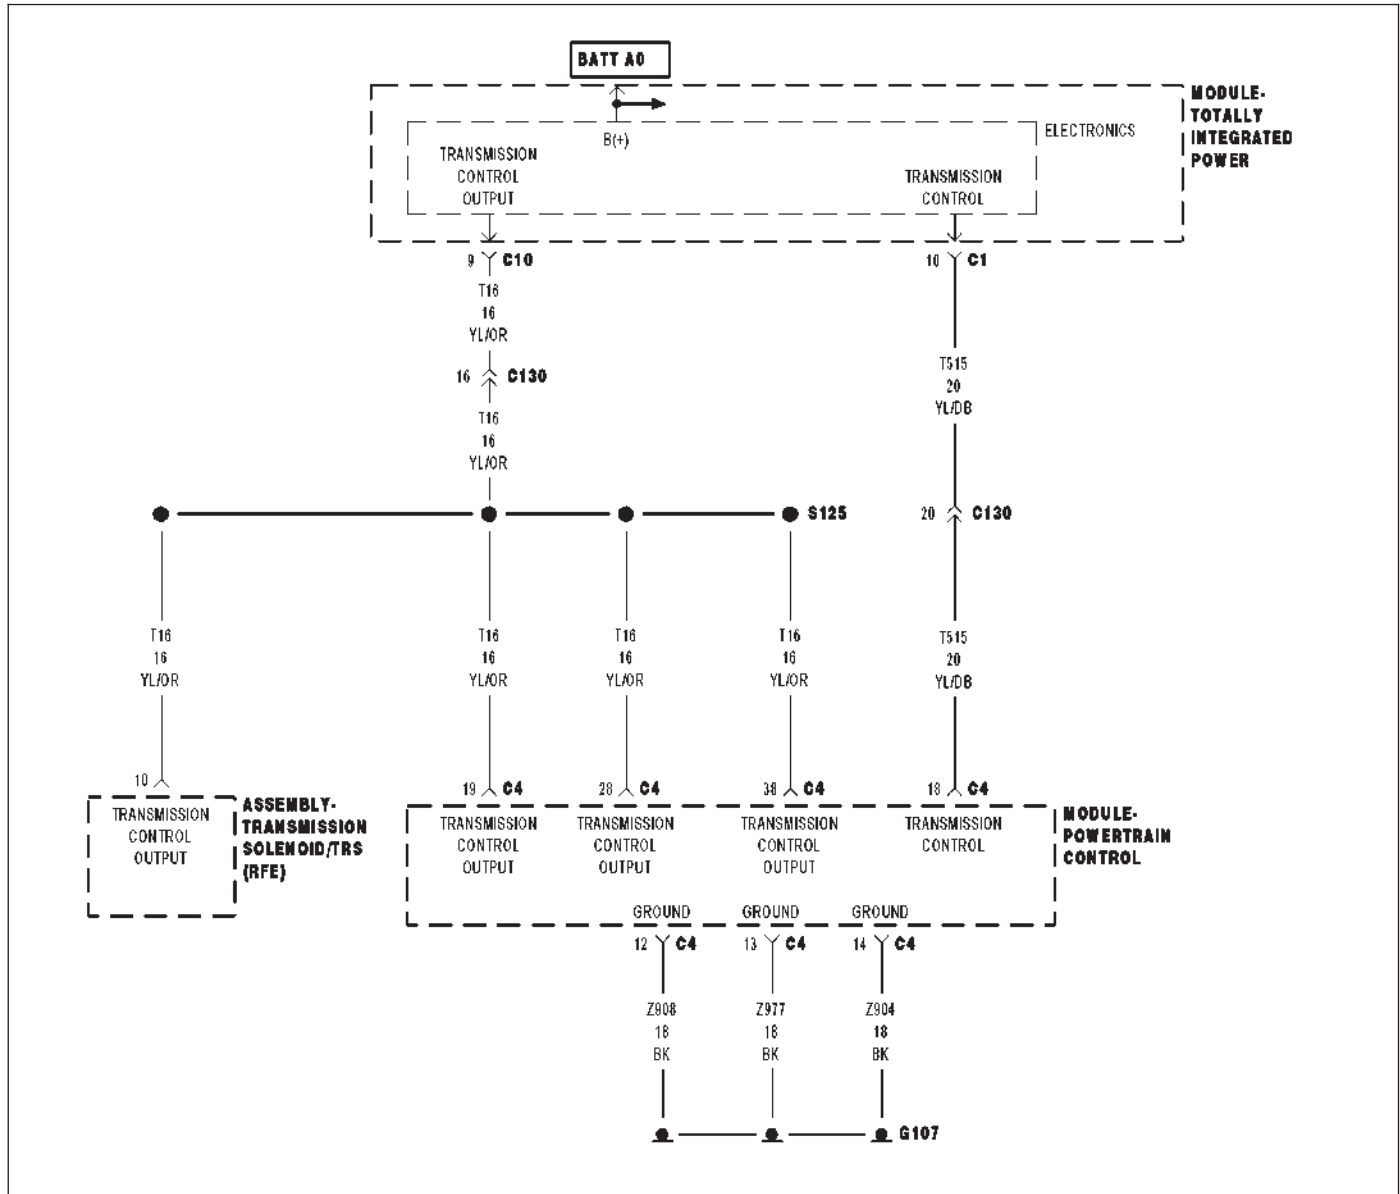 BATT A0
MODULE-
TOTALLY
INTEGRATED
POWER
ELECTRONICS
B(+)
TRANSMISSION
CONTROL
OUTPUT
TRANSMISSION
CONTROL
9 C10
10 C1
T16
16
YL/OR
T515
20
YL/DB
16 C130
T16
16
YL/OR
S125
20 C130
T16
16
YL/OR
T16
16
YL/OR
T16
16
YL/OR
T16
16
YL/OR
T515
20
YL/DB
10
19 C4
28 C4
38 C4
18 C4
TRANSMISSION
CONTROL
OUTPUT
ASSEMBLY-
TRANSMISSION
SOLENOID/TRS
(RFE)
TRANSMISSION
CONTROL
OUTPUT
TRANSMISSION
CONTROL
OUTPUT
TRANSMISSION
CONTROL
OUTPUT
TRANSMISSION
CONTROL
MODULE-
POWERTRAIN
CONTROL
GROUND
GROUND
GROUND
12 C4
13 C4
14 C4
Z908
18
BK
Z977
18
BK
Z904
18
BK
G107